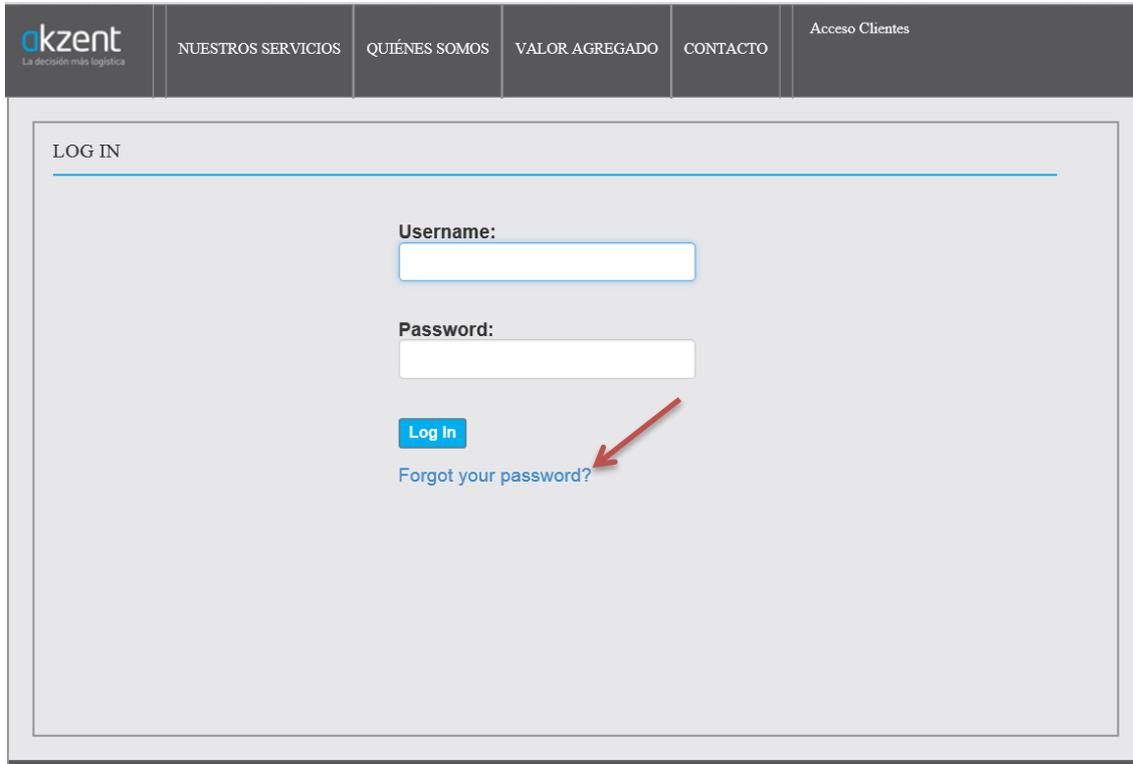 akzent
La decisión más logística
NUESTROS SERVICIOS
QUIÉNES SOMOS
VALOR AGREGADO
CONTACTO
Acceso Clientes
LOG IN
Username:
Password:
Log In
Forgot your password?